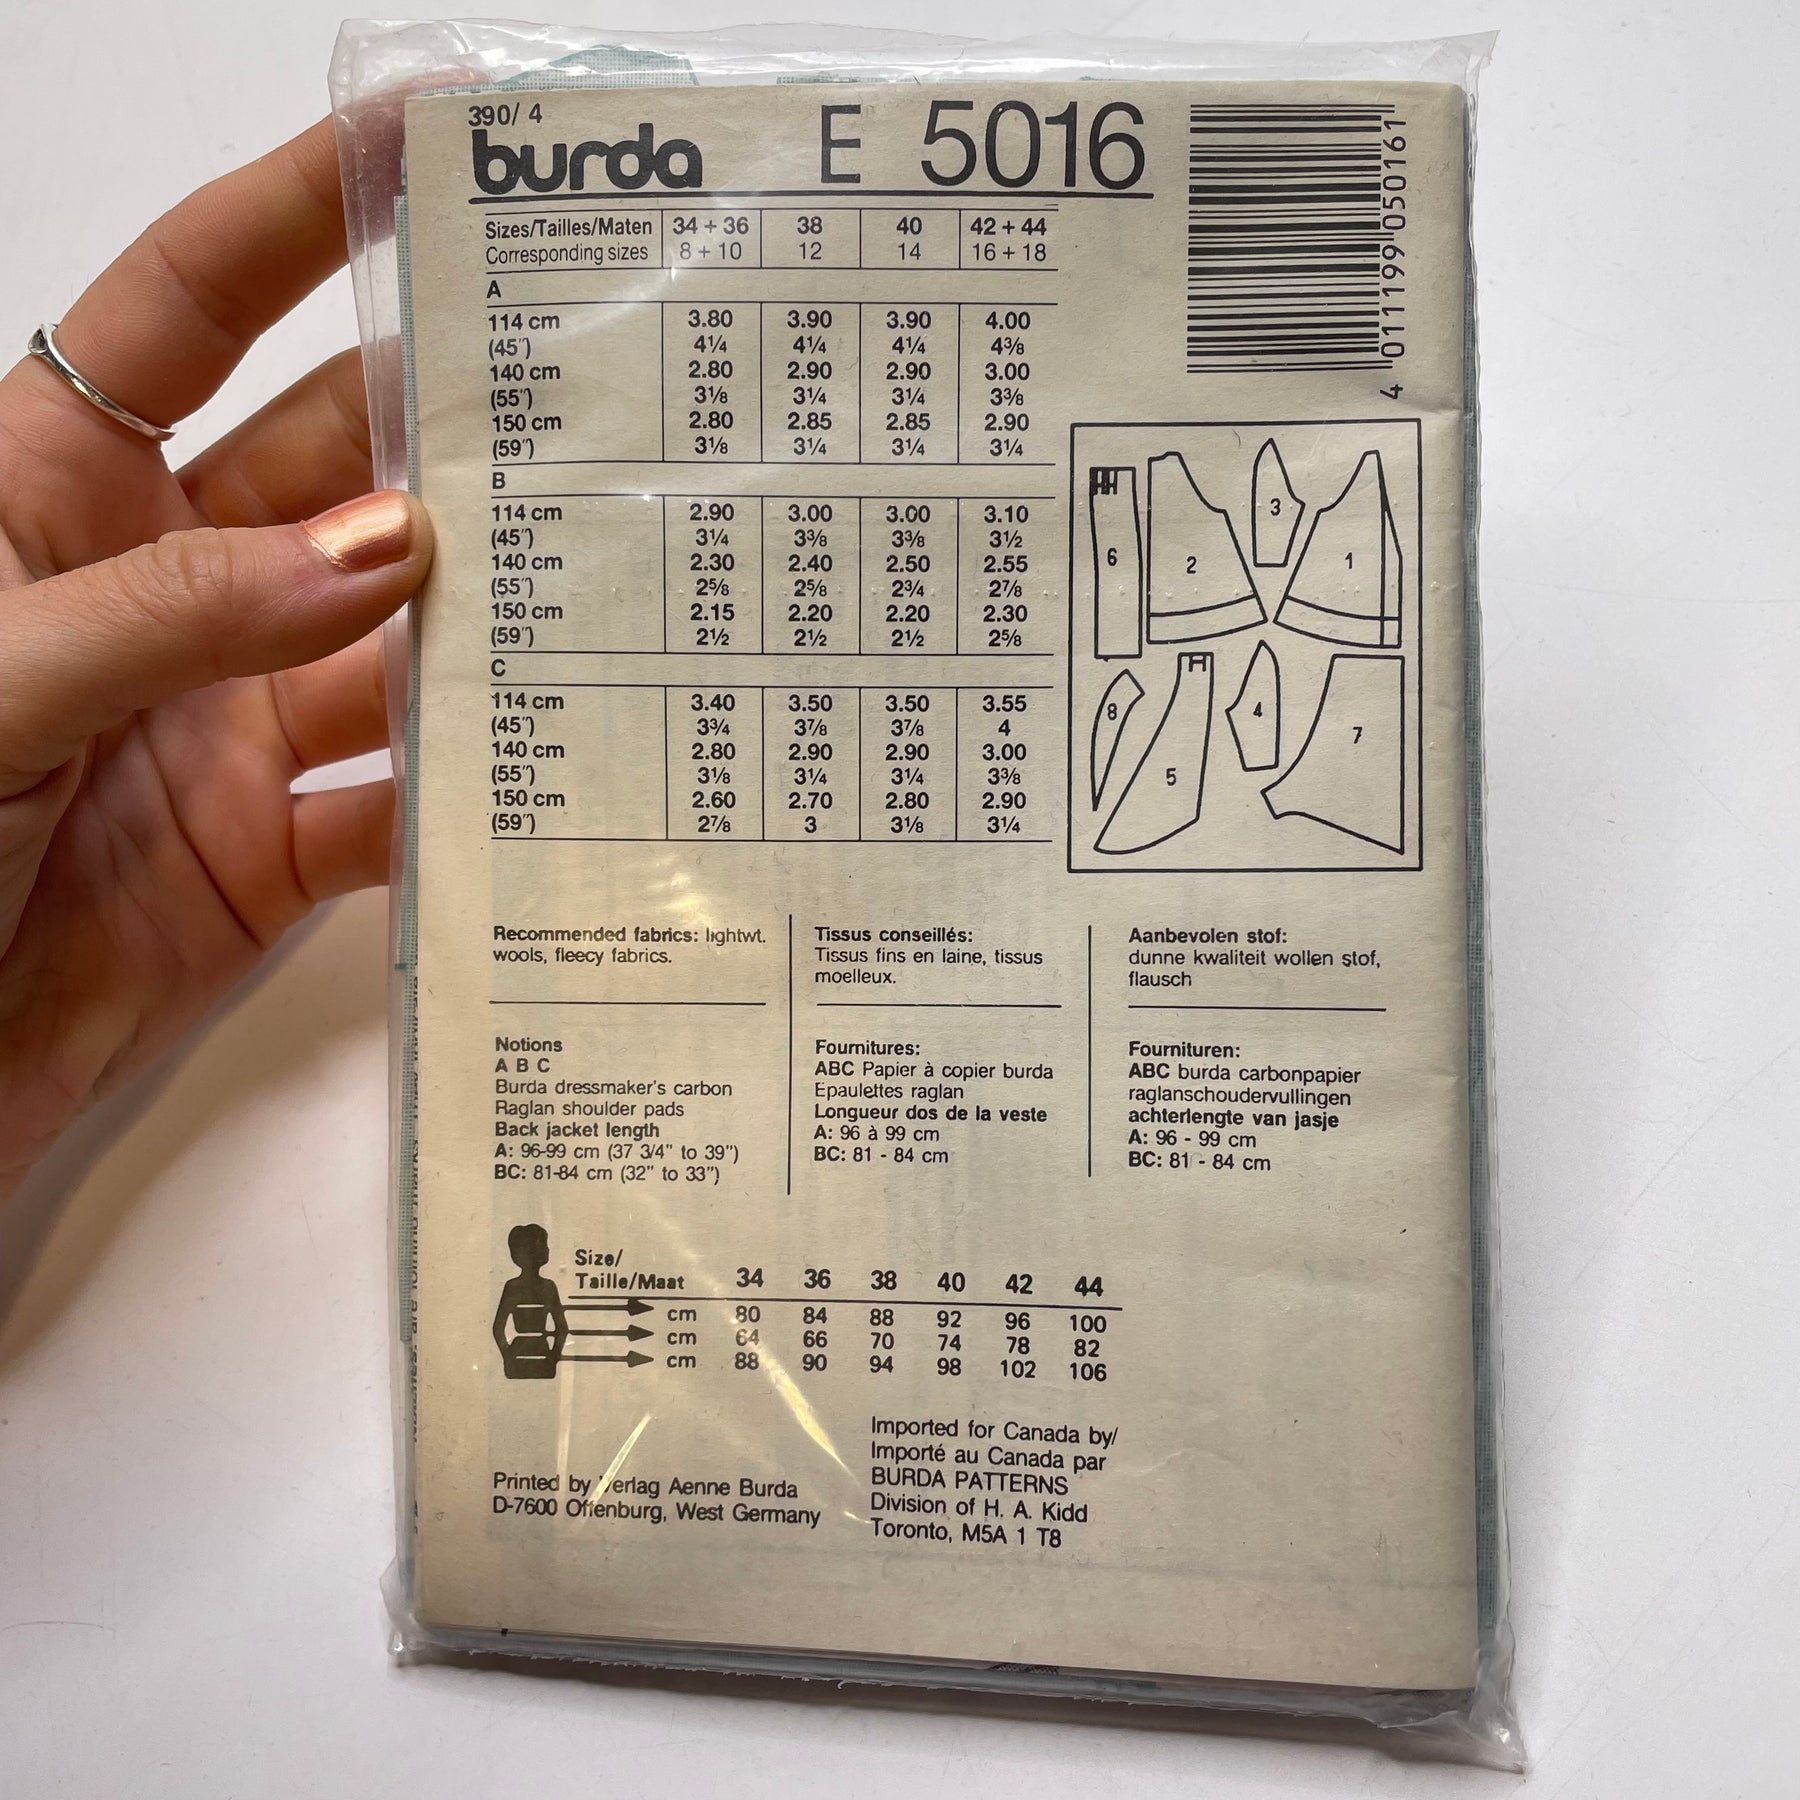 390/ 4
burda E 5016
4 011199 050161
Sizes/Tailles/Maten 34 + 36 38 40 42 + 44
Corresponding sizes 8 + 10 12 14 16 + 18
A
114 cm 3.80 3.90 3.90 4.00
(45") 4¼ 4¼ 4¼ 4⅜
140 cm 2.80 2.90 2.90 3.00
(55") 3⅛ 3¼ 3¼ 3⅜
150 cm 2.80 2.85 2.85 2.90
(59") 3⅛ 3¼ 3¼ 3¼
B
114 cm 2.90 3.00 3.00 3.10
(45") 3¼ 3⅜ 3⅜ 3½
140 cm 2.30 2.40 2.50 2.55
(55") 2⅝ 2⅝ 2¾ 2⅞
150 cm 2.15 2.20 2.20 2.30
(59") 2½ 2½ 2½ 2⅝
C
114 cm 3.40 3.50 3.50 3.55
(45") 3¾ 3⅞ 3⅞ 4
140 cm 2.80 2.90 2.90 3.00
(55") 3⅛ 3¼ 3¼ 3⅜
150 cm 2.60 2.70 2.80 2.90
(59") 2⅞ 3 3⅛ 3¼
6 2 3 1
8 5 4 7
Recommended fabrics: lightwt.
wools, fleecy fabrics.
Notions
A B C
Burda dressmaker's carbon
Raglan shoulder pads
Back jacket length
A: 96-99 cm (37 3/4" to 39")
BC: 81-84 cm (32" to 33")
Tissus conseillés:
Tissus fins en laine, tissus
moelleux.
Fournitures:
ABC Papier à copier burda
Epaulettes raglan
Longueur dos de la veste
A: 96 à 99 cm
BC: 81 - 84 cm
Aanbevolen stof:
dunne kwaliteit wollen stof,
flausch
Fournituren:
ABC burda carbonpapier
raglanschoudervullingen
achterlengte van jasje
A: 96 - 99 cm
BC: 81 - 84 cm
Size/
Taille/Maat 34 36 38 40 42 44
cm 80 84 88 92 96 100
cm 64 66 70 74 78 82
cm 88 90 94 98 102 106
Printed by Verlag Aenne Burda
D-7600 Offenburg, West Germany
Imported for Canada by/
Importé au Canada par
BURDA PATTERNS
Division of H. A. Kidd
Toronto, M5A 1 T8